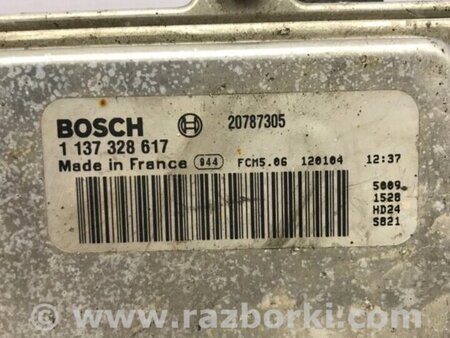 BOSCH 20787305
1 137 328 617
Made in France 944 FCM5.06 120104 12:37
5009
1528
HD24
S821
© www.razborki.com